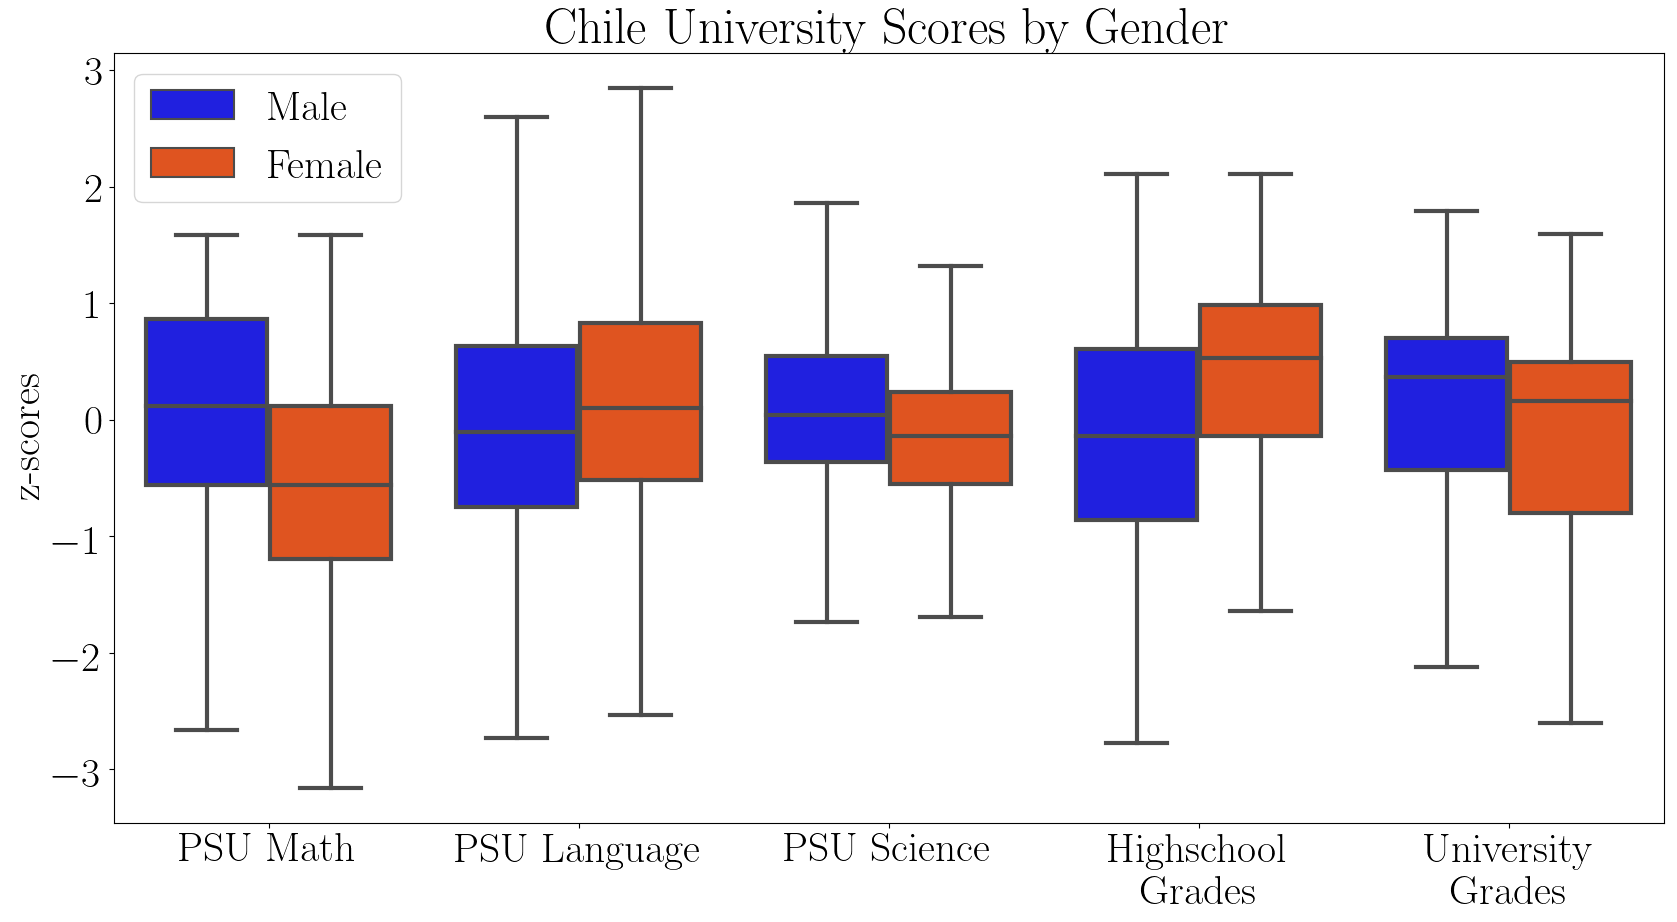 Chile University Scores by Gender
Male
Female
z-scores
3
2
1
0
−1
−2
−3
PSU Math
PSU Language
PSU Science
Highschool
Grades
University
Grades